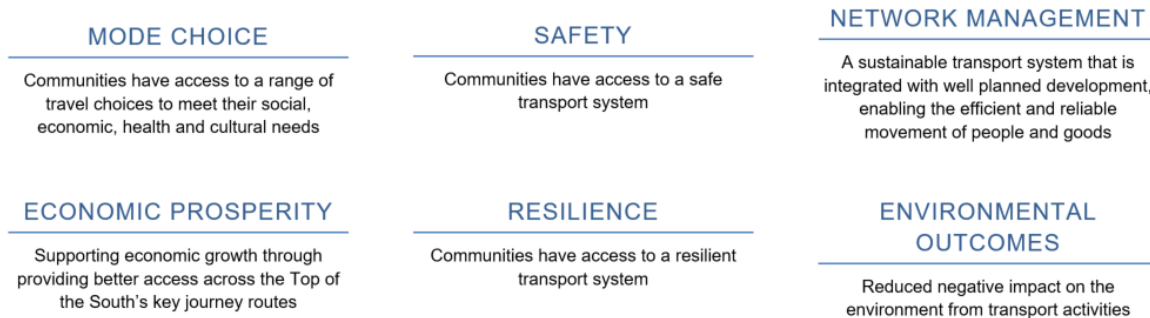 MODE CHOICE
Communities have access to a range of
travel choices to meet their social,
economic, health and cultural needs
SAFETY
Communities have access to a safe
transport system
NETWORK MANAGEMENT
A sustainable transport system that is
integrated with well planned development,
enabling the efficient and reliable
movement of people and goods
ECONOMIC PROSPERITY
Supporting economic growth through
providing better access across the Top of
the South's key journey routes
RESILIENCE
Communities have access to a resilient
transport system
ENVIRONMENTAL
OUTCOMES
Reduced negative impact on the
environment from transport activities